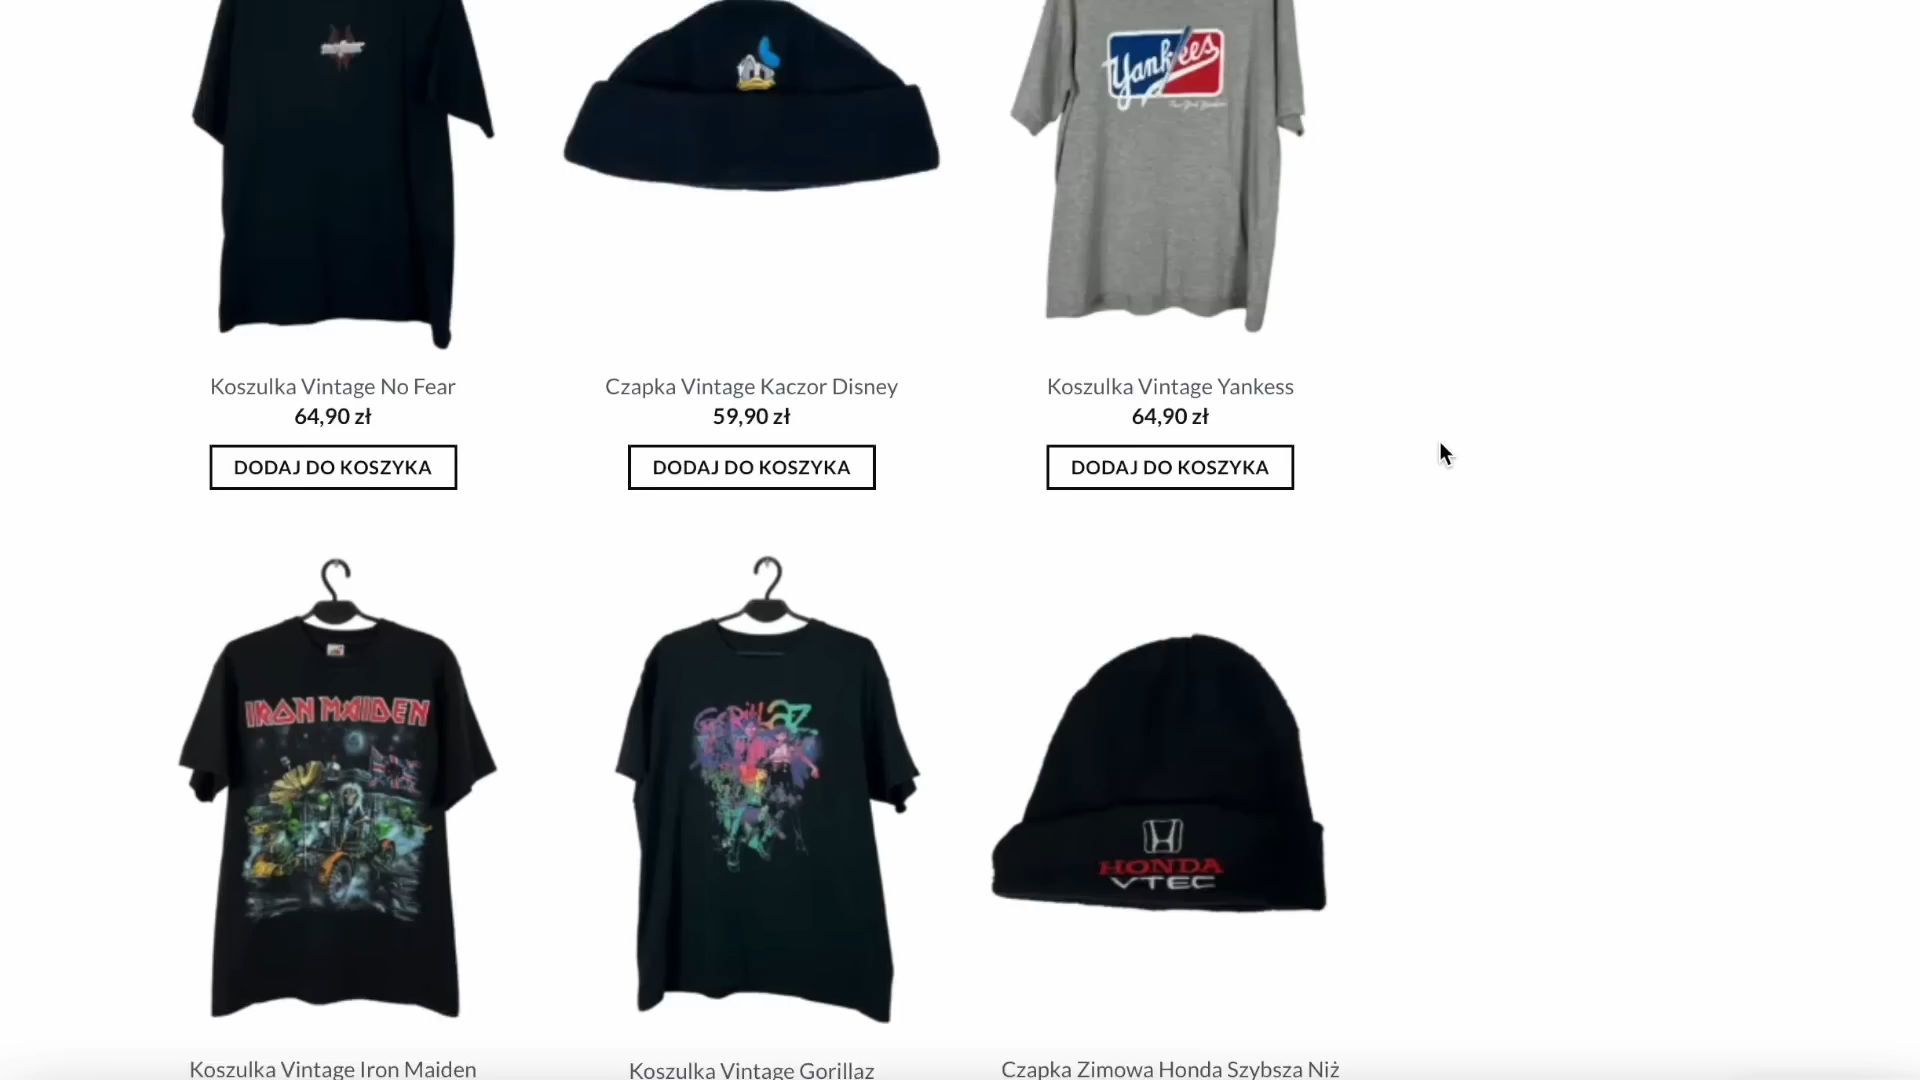 Yankees
Koszulka Vintage No Fear
Czapka Vintage Kaczor Disney
Koszulka Vintage Yankess
64,90 zł
59,90 zł
64,90 zł
DODAJ DO KOSZYKA
DODAJ DO KOSZYKA
DODAJ DO KOSZYKA
IRON MAIDEN
GORILLAZ
HONDA
VTEC
Koszulka Vintage Iron Maiden
Koszulka Vintage Gorillaz
Czapka Zimowa Honda Szybsza Niż